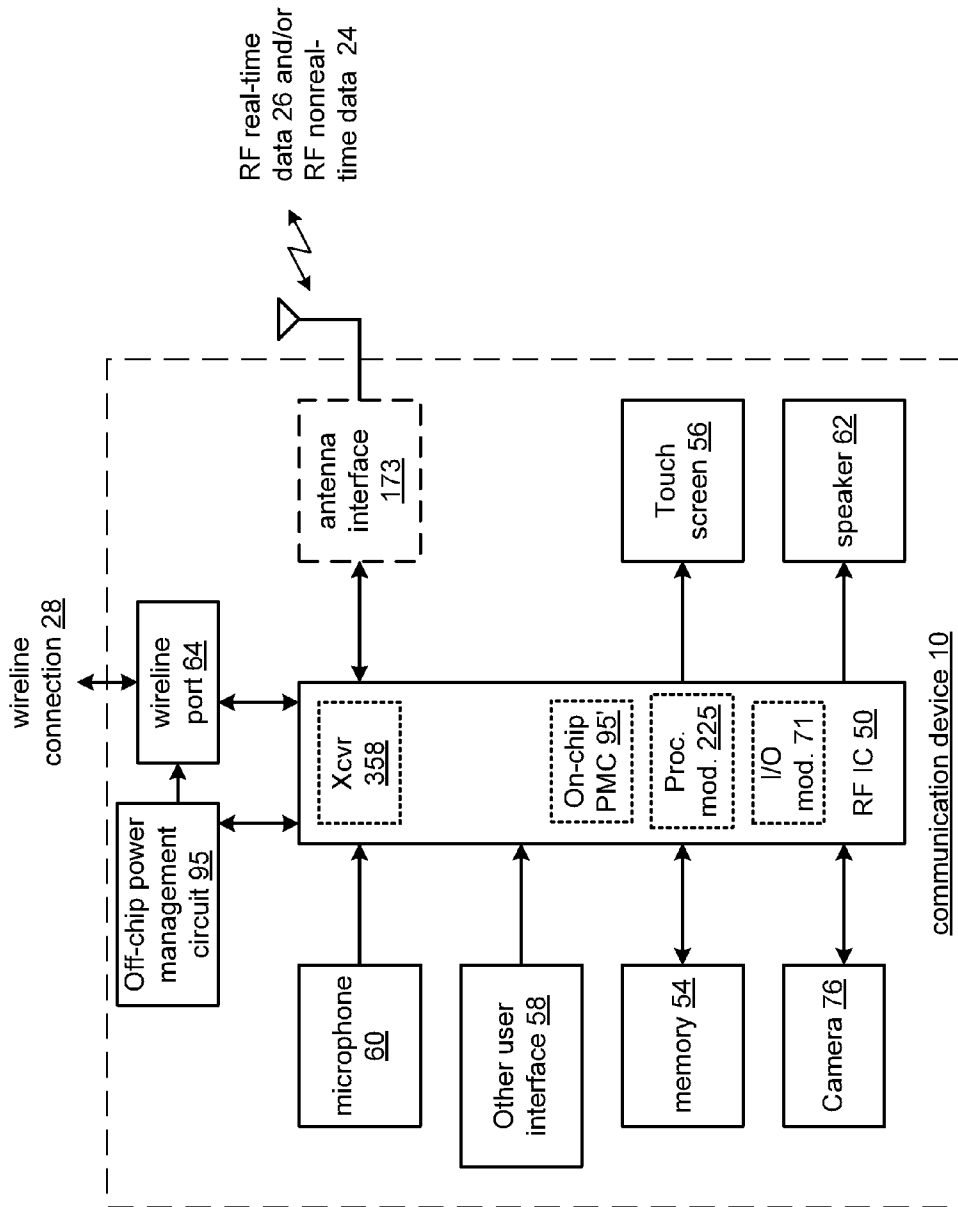 wireline
connection 28
Off-chip power
management
circuit 95
wireline
port 64
RF real-time
data 26 and/or
RF nonreal-
time data 24
microphone
60
Xcvr
358
antenna
interface
173
Other user
interface 58
On-chip
PMC 95'
memory 54
Proc.
mod. 225
Touch
screen 56
Camera 76
I/O
mod. 71
RF IC 50
speaker 62
communication device 10